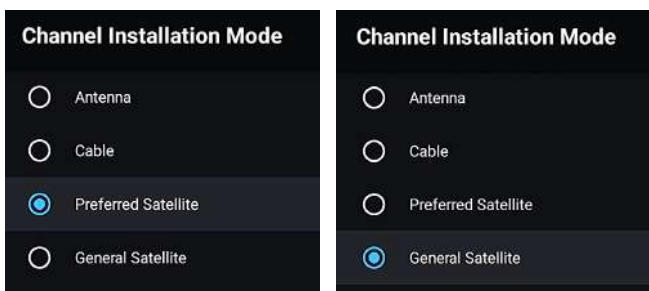 Channel Installation Mode
Antenna
Cable
Preferred Satellite
General Satellite
Channel Installation Mode
Antenna
Cable
Preferred Satellite
General Satellite